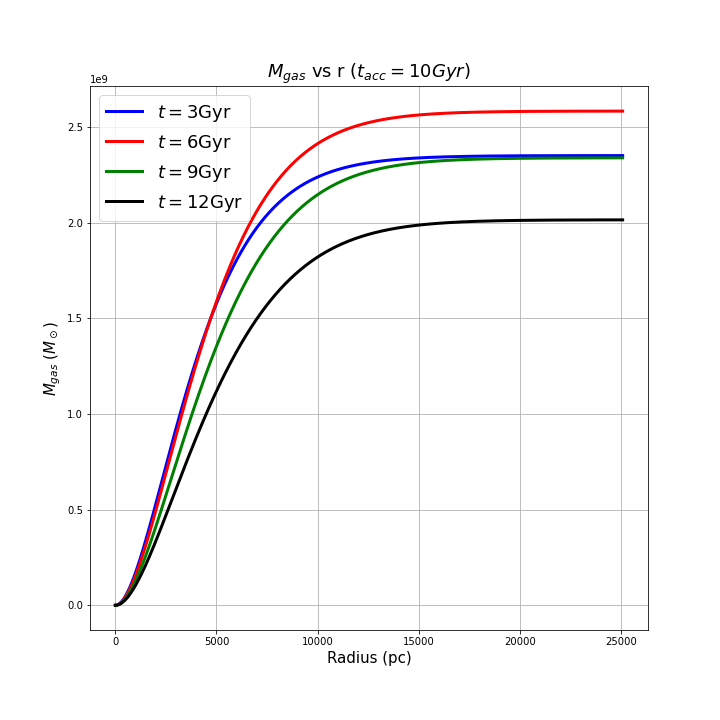 M_gas vs r (t_acc = 10Gyr)
1e9
t = 3Gyr
t = 6Gyr
t = 9Gyr
t = 12Gyr
2.5
2.0
1.5
1.0
0.5
0.0
M_gas (M_⊙)
0 5000 10000 15000 20000 25000
Radius (pc)